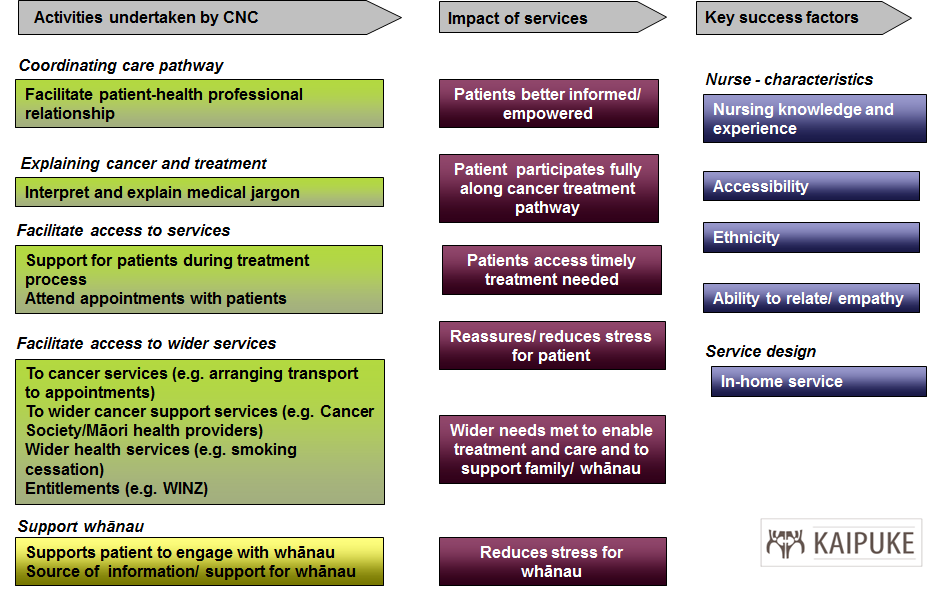 Activities undertaken by CNC
Coordinating care pathway
Facilitate patient-health professional
relationship
Explaining cancer and treatment
Interpret and explain medical jargon
Facilitate access to services
Support for patients during treatment
process
Attend appointments with patients
Facilitate access to wider services
To cancer services (e.g. arranging transport
to appointments)
To wider cancer support services (e.g. Cancer
Society/Māori health providers)
Wider health services (e.g. smoking
cessation)
Entitlements (e.g. WINZ)
Support whānau
Supports patient to engage with whānau
Source of information/ support for whānau
Impact of services
Patients better informed/
empowered
Patient participates fully
along cancer treatment
pathway
Patients access timely
treatment needed
Reassures/ reduces stress
for patient
Wider needs met to enable
treatment and care and to
support family/ whānau
Reduces stress for
whānau
Key success factors
Nurse - characteristics
Nursing knowledge and
experience
Accessibility
Ethnicity
Ability to relate/ empathy
Service design
In-home service
KAIPUKE